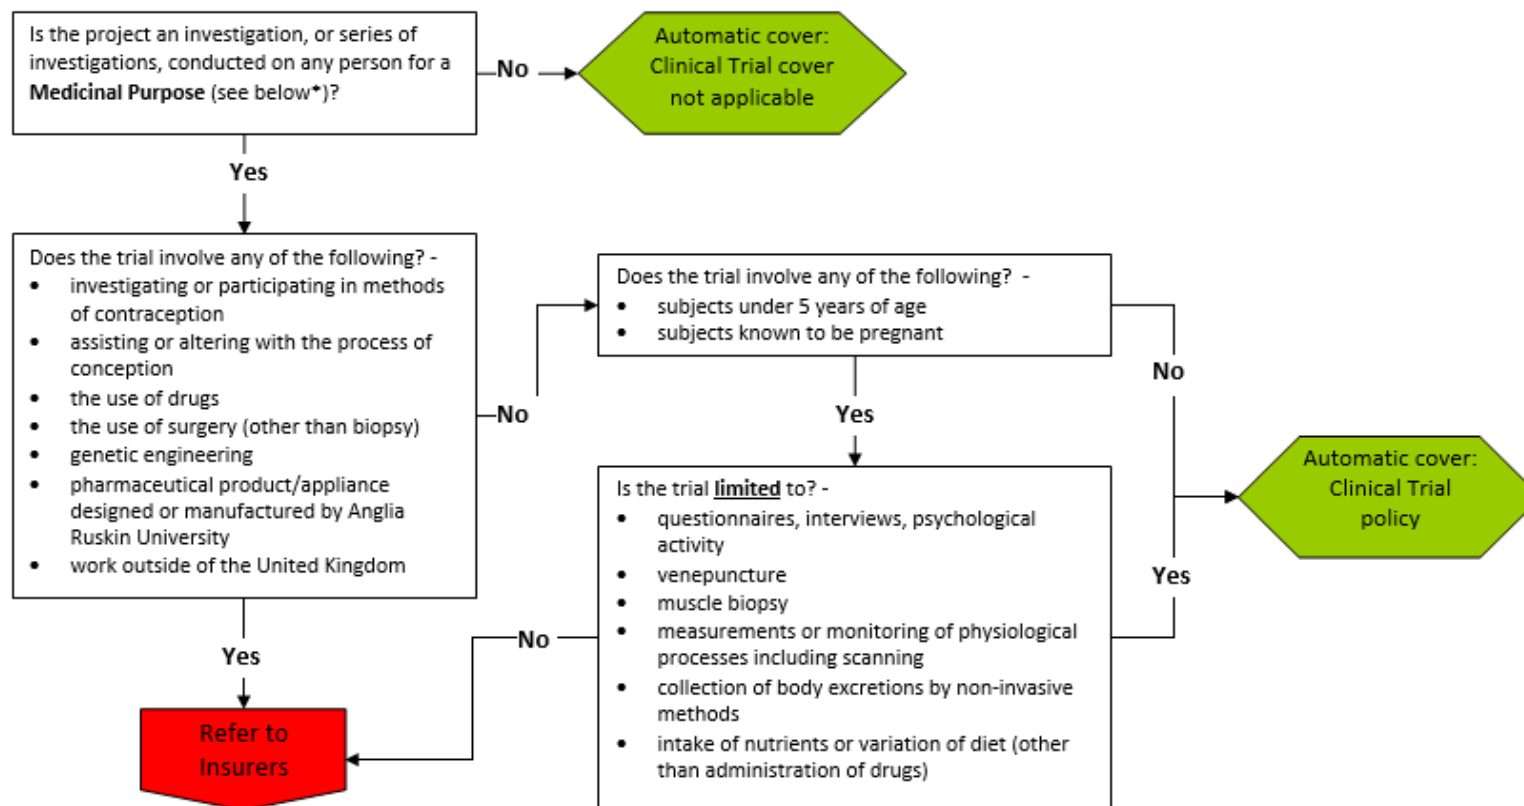 Is the project an investigation, or series of
investigations, conducted on any person for a
Medicinal Purpose (see below*)?
No
Automatic cover:
Clinical Trial cover
not applicable
Yes
Does the trial involve any of the following? -
• investigating or participating in methods
of contraception
• assisting or altering with the process of
conception
• the use of drugs
• the use of surgery (other than biopsy)
• genetic engineering
• pharmaceutical product/appliance
designed or manufactured by Anglia
Ruskin University
• work outside of the United Kingdom
No
Does the trial involve any of the following? -
• subjects under 5 years of age
• subjects known to be pregnant
No
Yes
Automatic cover:
Clinical Trial
policy
Is the trial limited to? -
• questionnaires, interviews, psychological
activity
• venepuncture
• muscle biopsy
• measurements or monitoring of physiological
processes including scanning
• collection of body excretions by non-invasive
methods
• intake of nutrients or variation of diet (other
than administration of drugs)
Yes
No
Yes
Refer to
Insurers